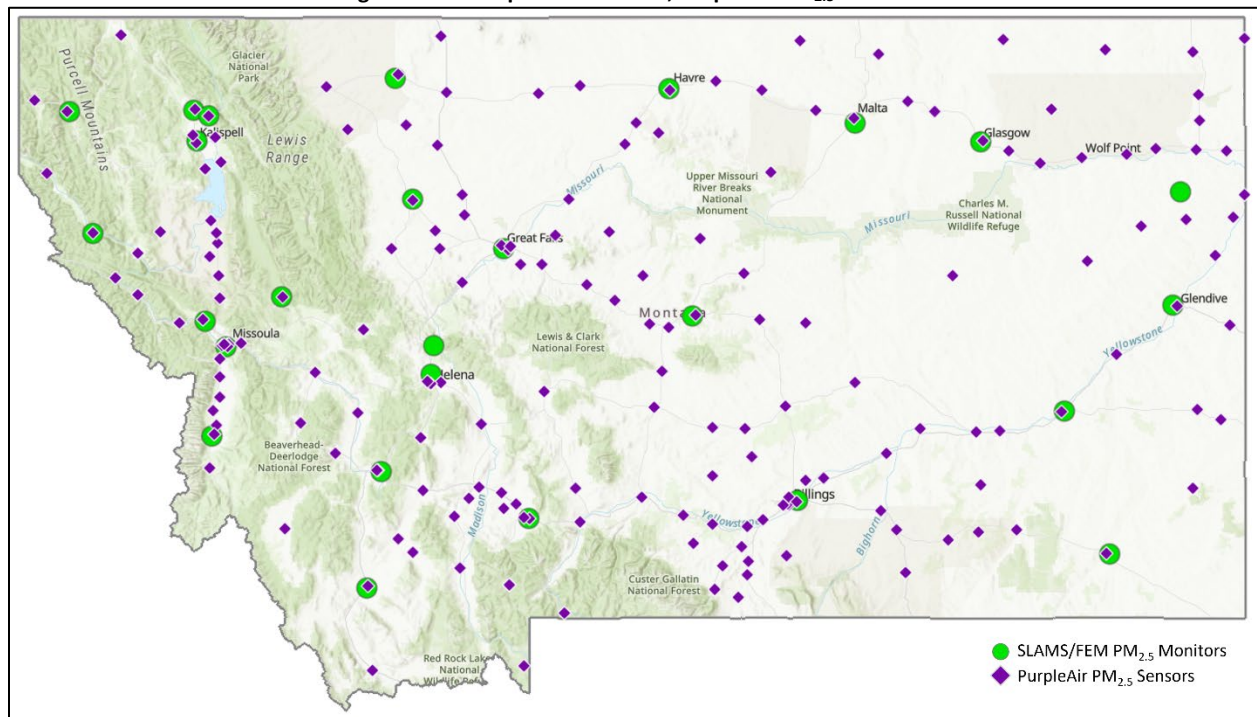 Glacier
National
Park
Purcell Mountains
Kalispell
Lewis
Range
Havre
Malta
Glasgow
Wolf Point
Missouri
Upper Missouri
River Breaks
National
Monument
Missouri
Charles M.
Russell National
Wildlife Refuge
Great Falls
Glendive
Montana
Missoula
Lewis & Clark
National Forest
Yellowstone
Helena
Beaverhead-
Deerlodge
National Forest
Madison
Billings
Yellowstone
Bighorn
Custer Gallatin
National Forest
Red Rock Lakes
National
Wildlife
SLAMS/FEM PM2.5 Monitors
PurpleAir PM2.5 Sensors